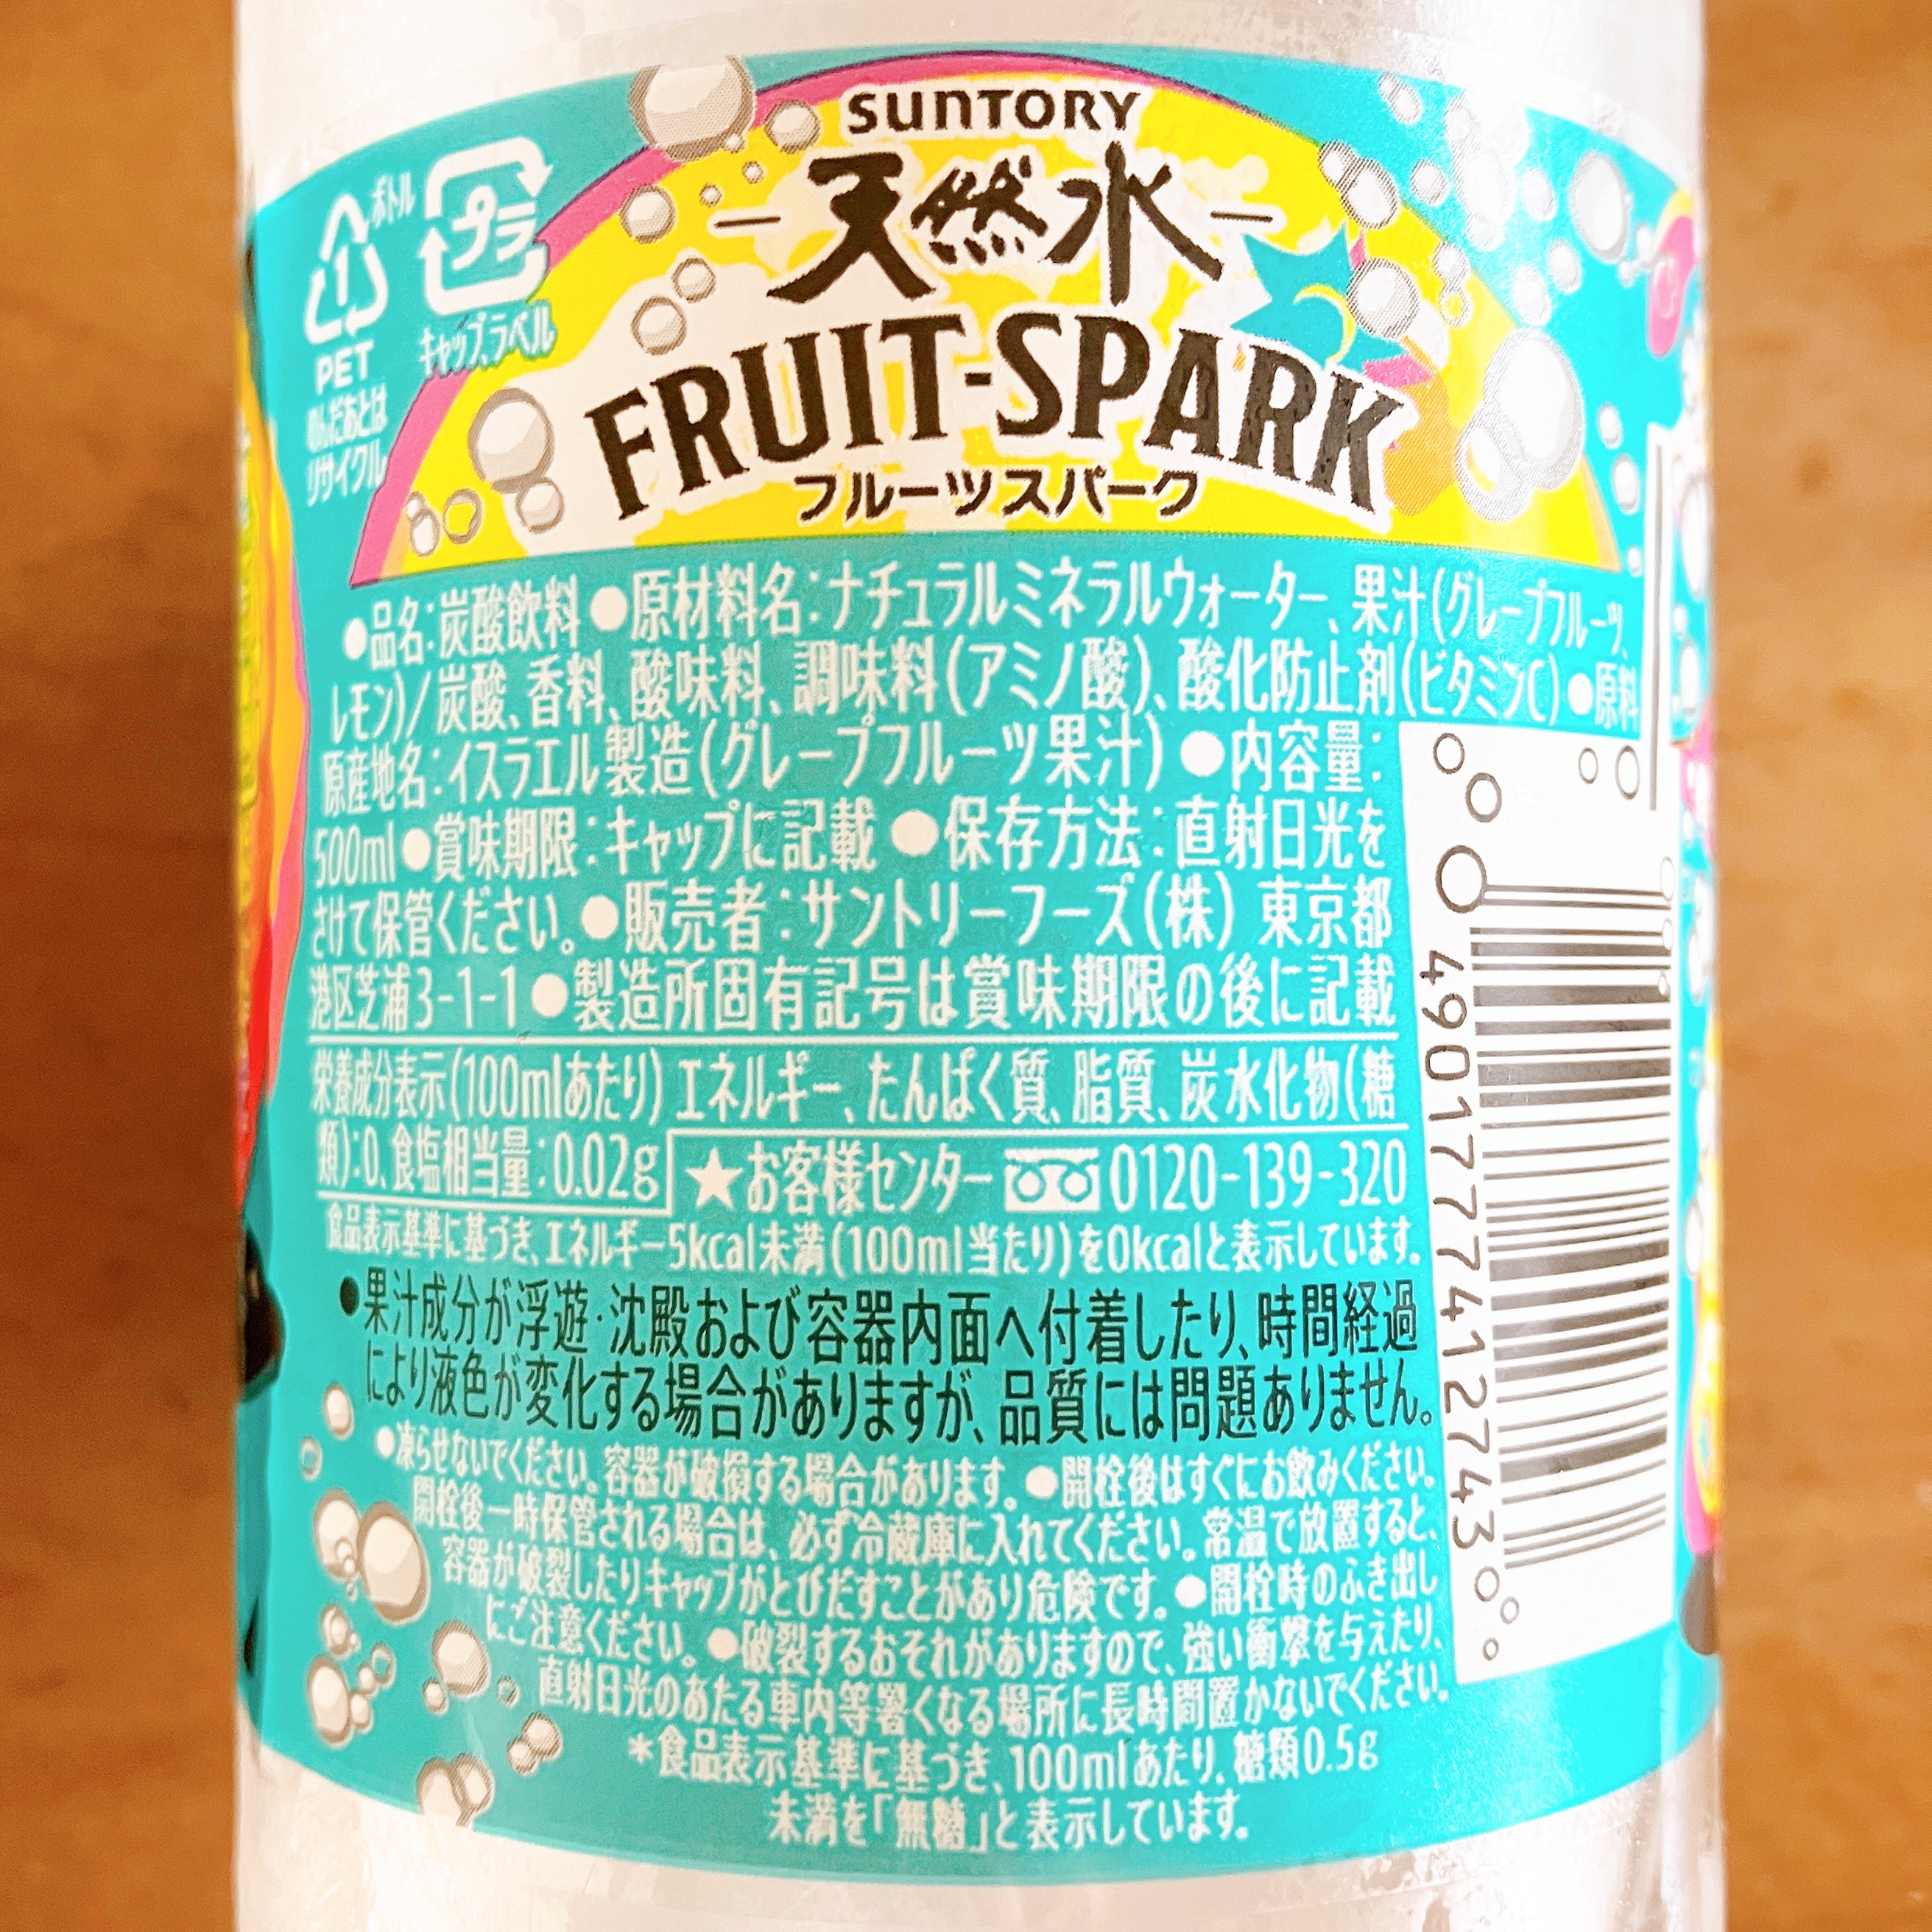 SUNTORY
天然水
FRUIT-SPARK
フルーツスパーク
ボトル
プラ
1
PET
キャップ、ラベル
飲んだあとは
リサイクル
●品名:炭酸飲料●原材料名:ナチュラルミネラルウォーター、果汁(グレープフルーツ、
レモン)/炭酸、香料、酸味料、調味料(アミノ酸)、酸化防止剤(ビタミンC)●原料
原産地名:イスラエル製造(グレープフルーツ果汁)●内容量:
500ml●賞味期限:キャップに記載●保存方法:直射日光を
さけて保管ください。●販売者:サントリーフーズ(株) 東京都
港区芝浦3-1-1●製造所固有記号は賞味期限の後に記載
栄養成分表示(100mlあたり)エネルギー、たんぱく質、脂質、炭水化物(糖
類):0、食塩相当量:0.02g
★お客様センター 0120-139-320
食品表示基準に基づき、エネルギー5kcal未満(100ml当たり)を0kcalと表示しています。
●果汁成分が浮遊・沈殿および容器内面へ付着したり、時間経過
により液色が変化する場合がありますが、品質には問題ありません。
●凍らせないでください。容器が破損する場合があります。●開栓後はすぐにお飲みください。
開栓後一時保管される場合は、必ず冷蔵庫に入れてください。常温で放置すると、
容器が破裂したりキャップがとびだすことがあり危険です。●開栓時のふき出し
にご注意ください。●破裂するおそれがありますので、強い衝撃を与えたり、
直射日光のあたる車内等暑くなる場所に長時間置かないでください。
*食品表示基準に基づき、100mlあたり、糖類0.5g
未満を「無糖」と表示しています。
4901777412743